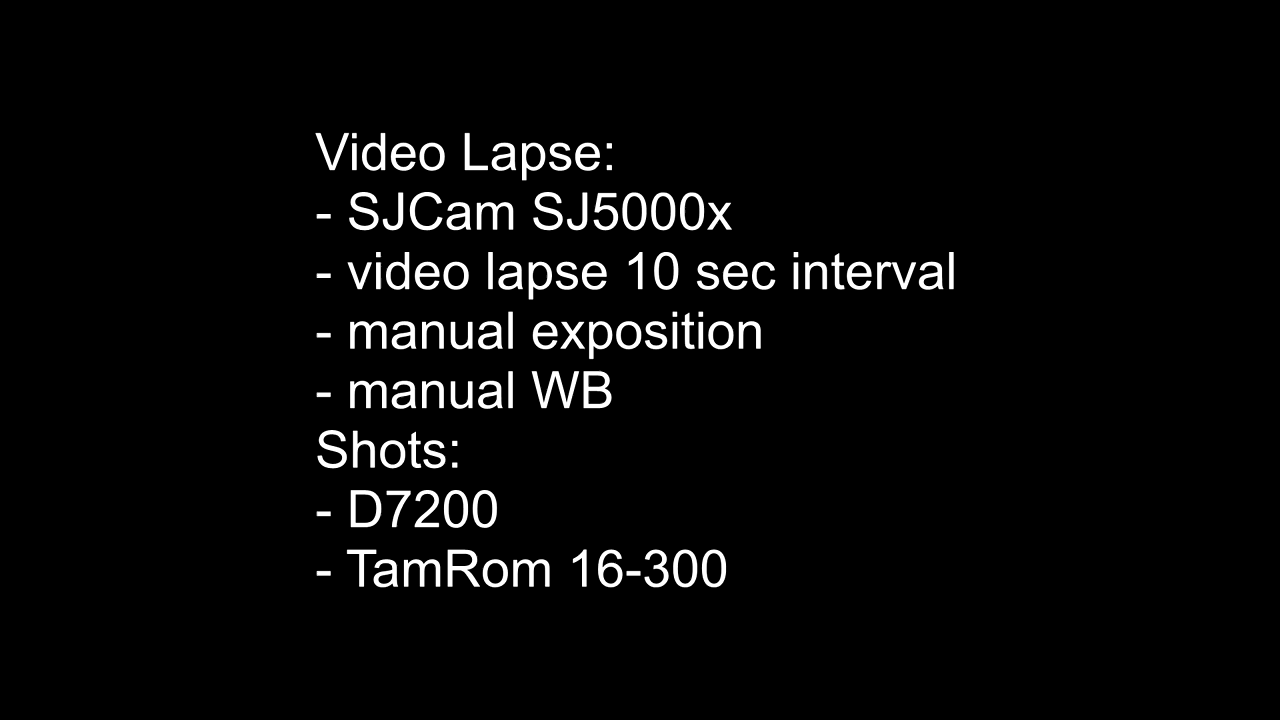 Video Lapse:
- SJCam SJ5000x
- video lapse 10 sec interval
- manual exposition
- manual WB
Shots:
- D7200
- TamRom 16-300